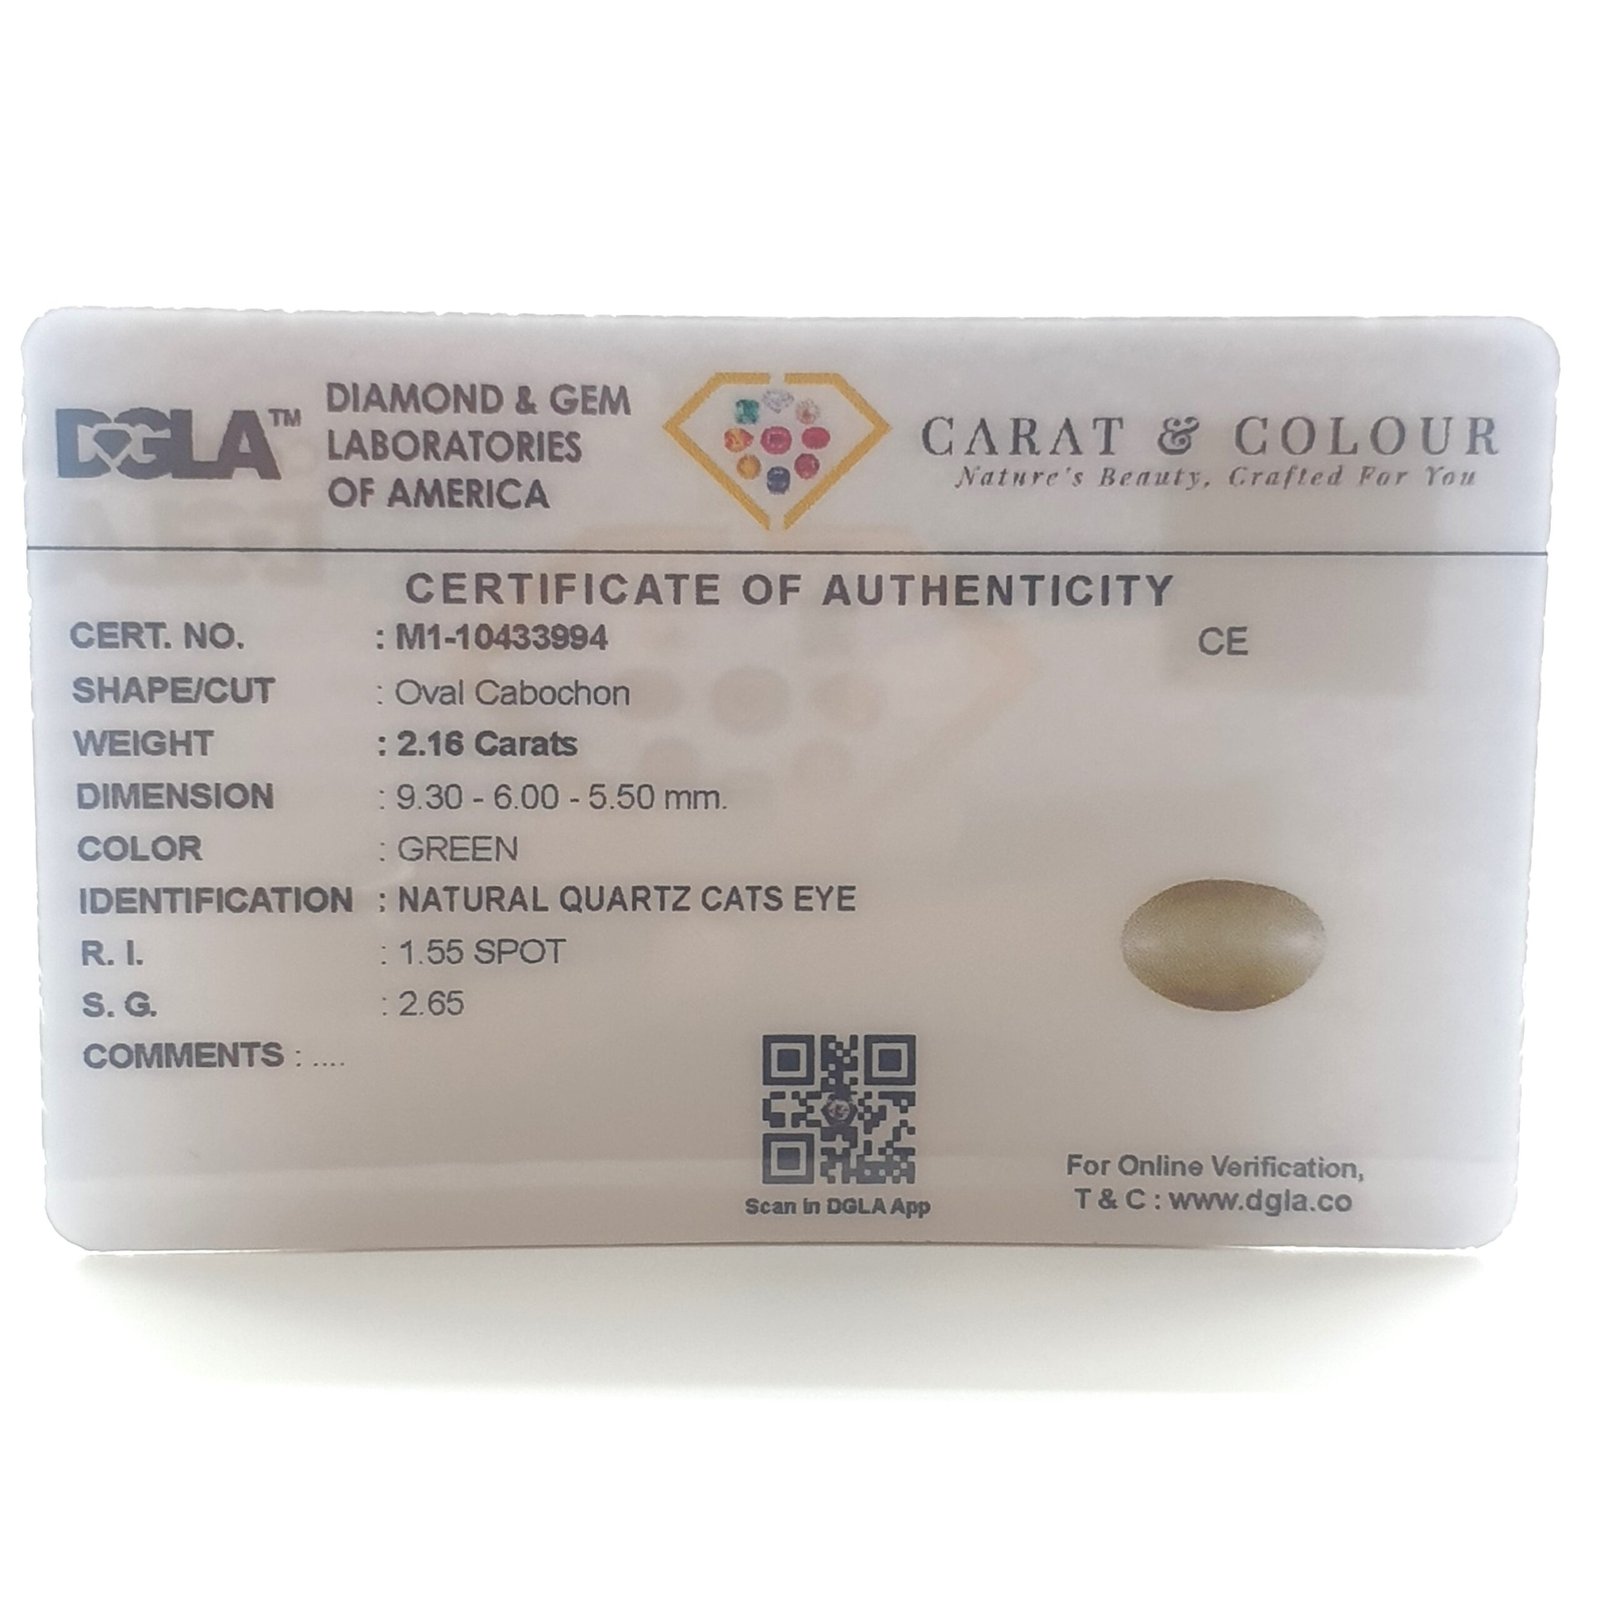 DGLA™
DIAMOND & GEM
LABORATORIES
OF AMERICA
CARAT & COLOUR
Nature's Beauty, Crafted For You
CERTIFICATE OF AUTHENTICITY
CERT. NO. : M1-10433994
CE
SHAPE/CUT : Oval Cabochon
WEIGHT : 2.16 Carats
DIMENSION : 9.30 - 6.00 - 5.50 mm.
COLOR : GREEN
IDENTIFICATION : NATURAL QUARTZ CATS EYE
R. I. : 1.55 SPOT
S. G. : 2.65
COMMENTS : ....
Scan In DGLA App
For Online Verification,
T & C : www.dgla.co